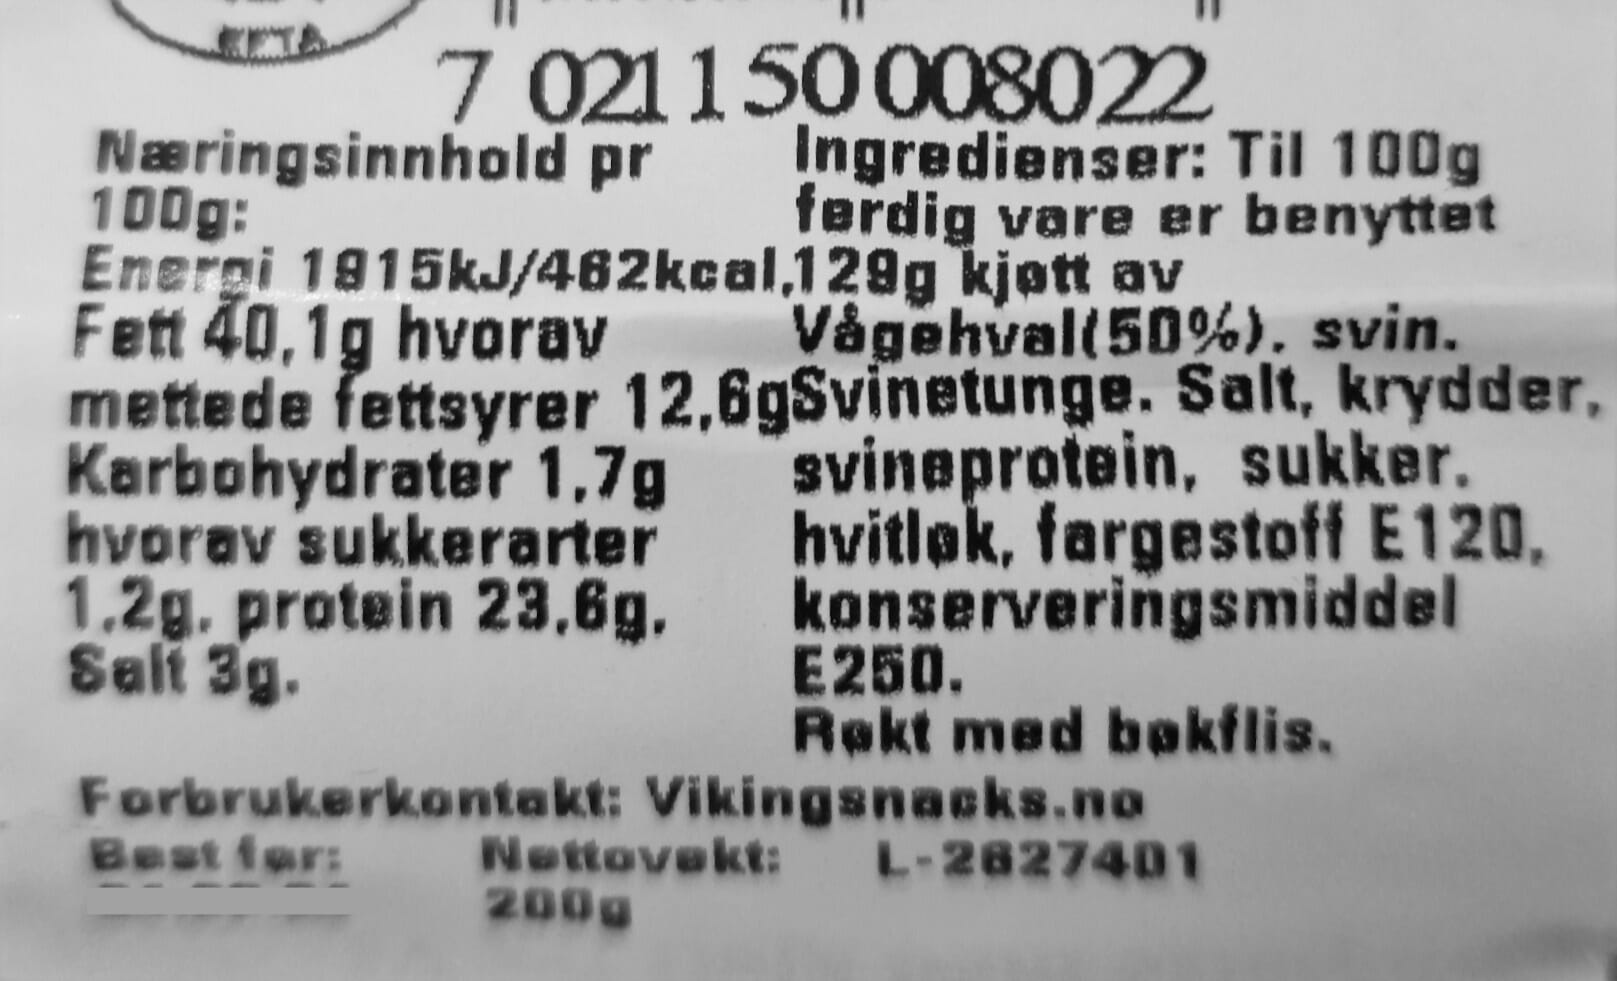 EFTA
7 021150 008022
Næringsinnhold pr
100g:
Energi 1915kJ/462kcal,
Fett 40,1g hvorav
mettede fettsyrer 12,6g
Karbohydrater 1,7g
hvorav sukkerarter
1,2g, protein 23,6g,
Salt 3g.
Ingredienser: Til 100g
ferdig vare er benyttet
129g kjøtt av
Vågehval(50%), svin.
Svinetunge. Salt, krydder,
svineprotein, sukker,
hvitløk, fargestoff E120,
konserveringsmiddel
E250.
Røkt med bøkflis.
Forbrukerkontakt: Vikingsnacks.no
Best før:
Nettovekt:
200g
L-2627401